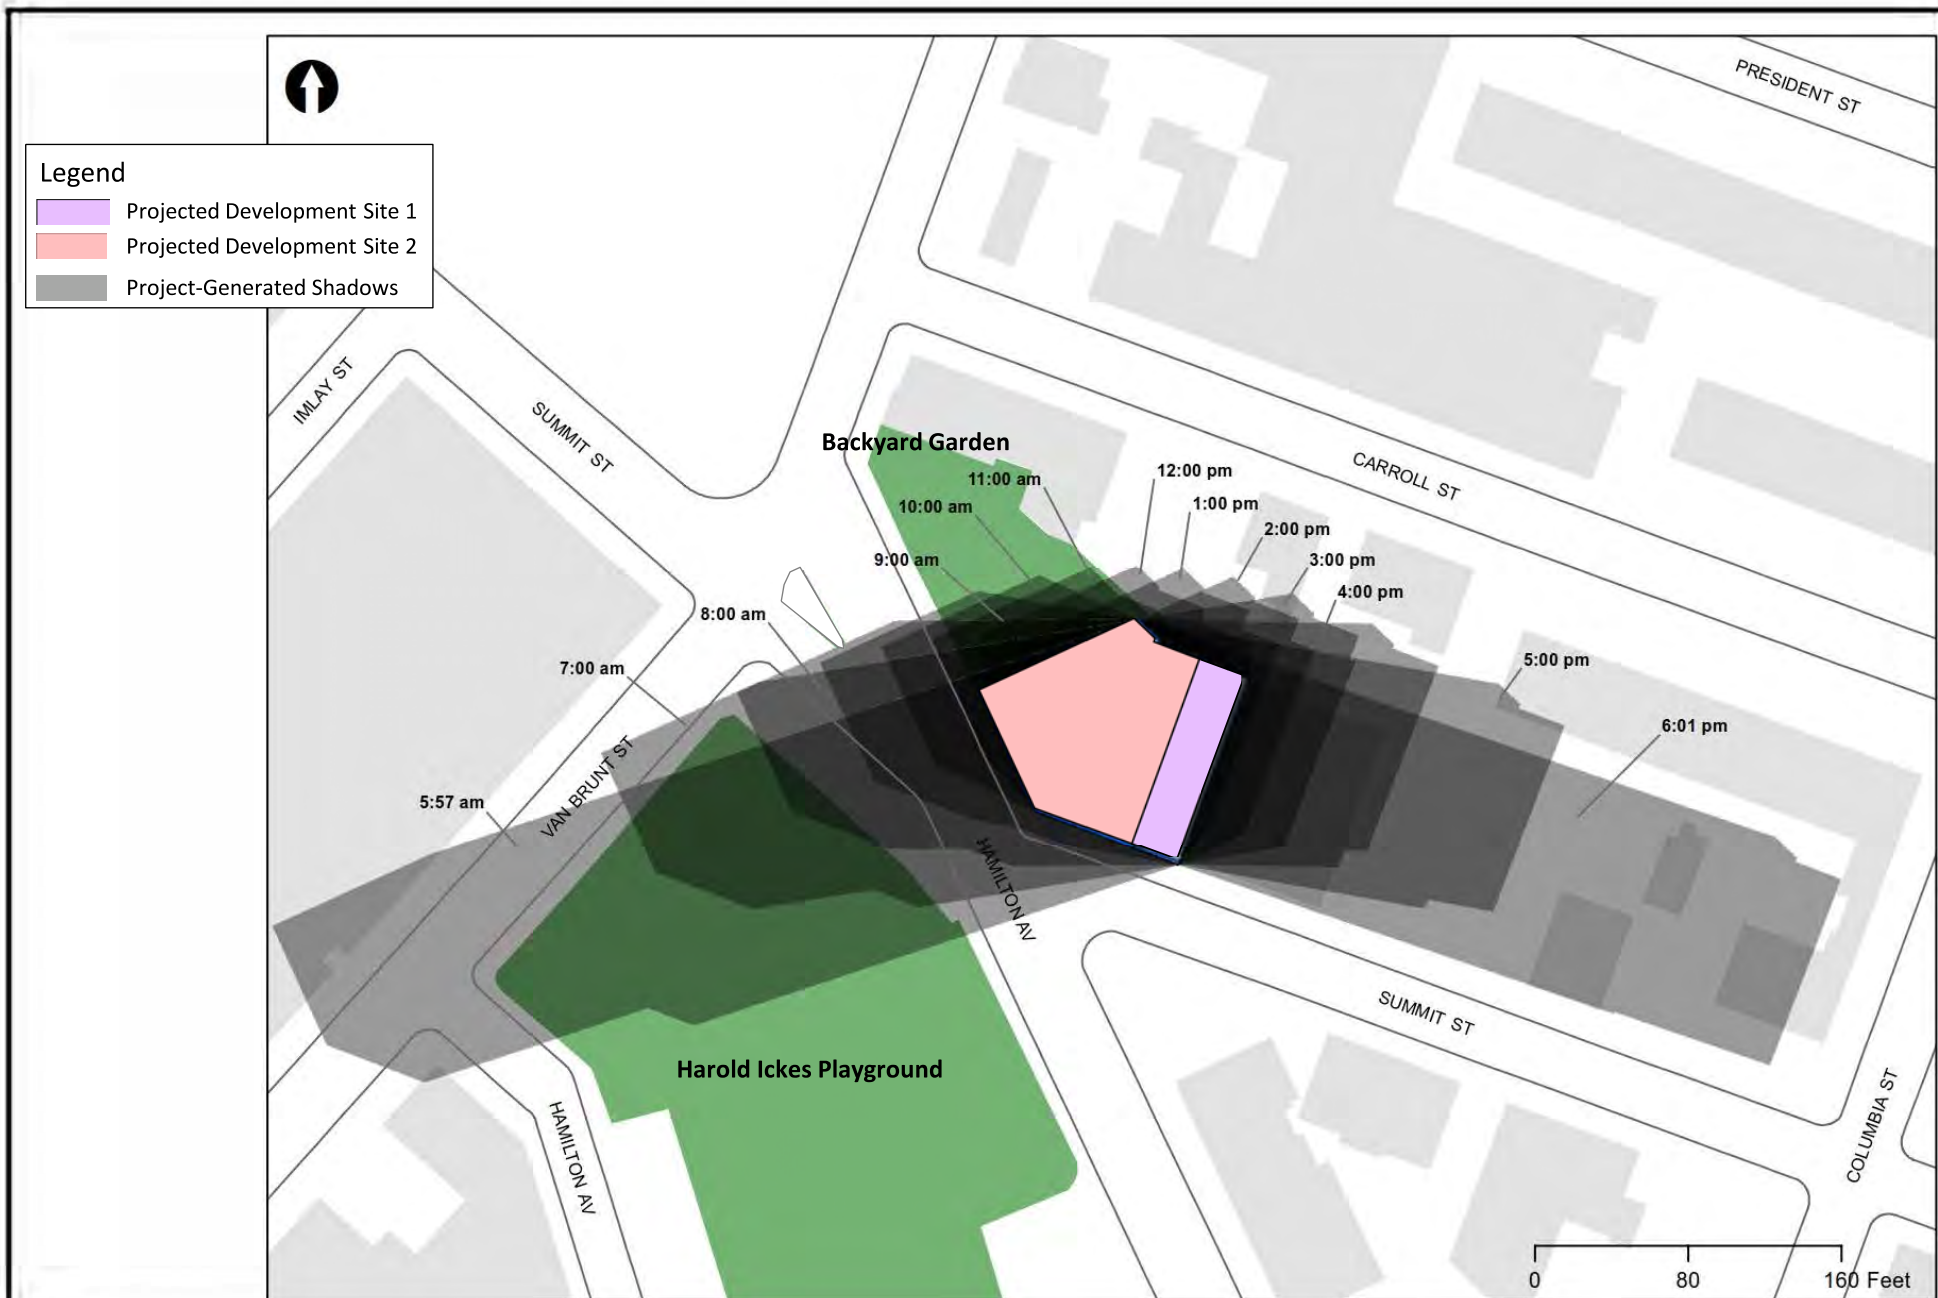 PRESIDENT ST
Legend
Projected Development Site 1
Projected Development Site 2
Project-Generated Shadows
IMLAY ST
SUMMIT ST
Backyard Garden
CARROLL ST
11:00 am
12:00 pm
10:00 am
1:00 pm
2:00 pm
9:00 am
3:00 pm
4:00 pm
8:00 am
7:00 am
5:00 pm
6:01 pm
VAN BRUNT ST
5:57 am
HAMILTON AV
SUMMIT ST
Harold Ickes Playground
HAMILTON AV
COLUMBIA ST
0 80 160 Feet